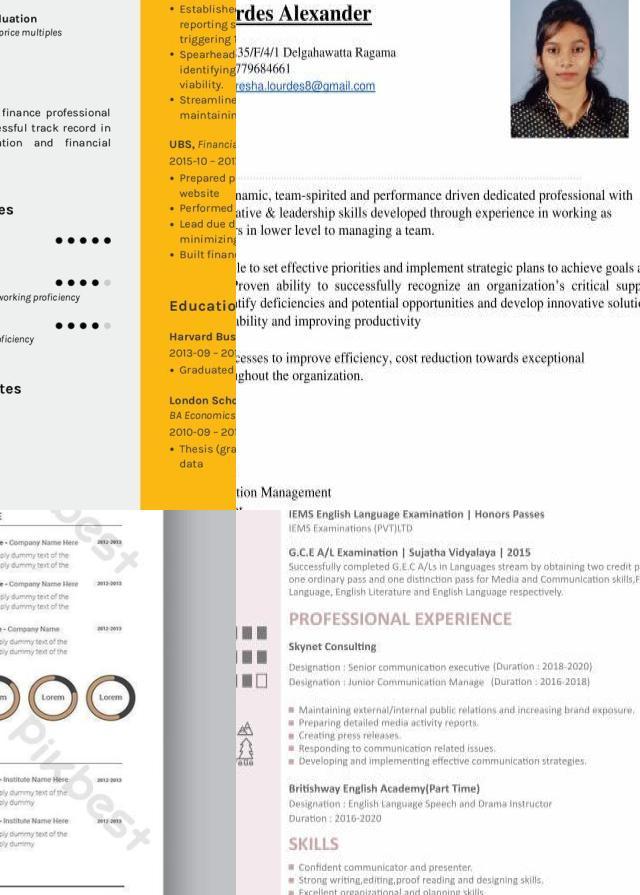 luation
price multiples
finance professional
essful track record in
ation and financial
es
working proficiency
oficiency
tes
• Establishe
reporting s
triggering
• Spearhead
identifying
viability.
• Streamline
maintainin
UBS, Financia
2015-10 – 201
• Prepared p
website
• Performed
• Lead due d
minimizing
• Built finan
Educatio
Harvard Bus
2013-09 – 20
• Graduated
London Scho
BA Economics
2010-09 – 201
• Thesis (gra
data
rdes Alexander
35/F/4/1 Delgahawatta Ragama
779684661
resha.lourdes8@gmail.com
namic, team-spirited and performance driven dedicated professional with
ative & leadership skills developed through experience in working as
s in lower level to managing a team.
le to set effective priorities and implement strategic plans to achieve goals a
Proven ability to successfully recognize an organization's critical supp
tify deficiencies and potential opportunities and develop innovative soluti
ability and improving productivity
cesses to improve efficiency, cost reduction towards exceptional
ghout the organization.
tion Management
E
e - Company Name Here 2012-2013
ply dummy text of the
ply dummy text of the
e - Company Name Here 2012-2013
ply dummy text of the
ply dummy text of the
e - Company Name 2012-2013
ply dummy text of the
ply dummy text of the
m Lorem Lorem
- Institute Name Here 2012-2013
ply dummy text of the
ply dummy
- Institute Name Here 2012-2013
ply dummy text of the
ply dummy
best
Pikbest
IEMS English Language Examination | Honors Passes
IEMS Examinations (PVT)LTD
G.C.E A/L Examination | Sujatha Vidyalaya | 2015
Successfully completed G.E.C A/Ls in Languages stream by obtaining two credit p
one ordinary pass and one distinction pass for Media and Communication skills,F
Language, English Literature and English Language respectively.
PROFESSIONAL EXPERIENCE
Skynet Consulting
Designation : Senior communication executive (Duration : 2018-2020)
Designation : Junior Communication Manage (Duration : 2016-2018)
Maintaining external/internal public relations and increasing brand exposure.
Preparing detailed media activity reports.
Creating press releases.
Responding to communication related issues.
Developing and implementing effective communication strategies.
Britishway English Academy(Part Time)
Designation : English Language Speech and Drama Instructor
Duration : 2016-2020
SKILLS
Confident communicator and presenter.
Strong writing,editing,proof reading and designing skills.
Excellent organizational and planning skills.